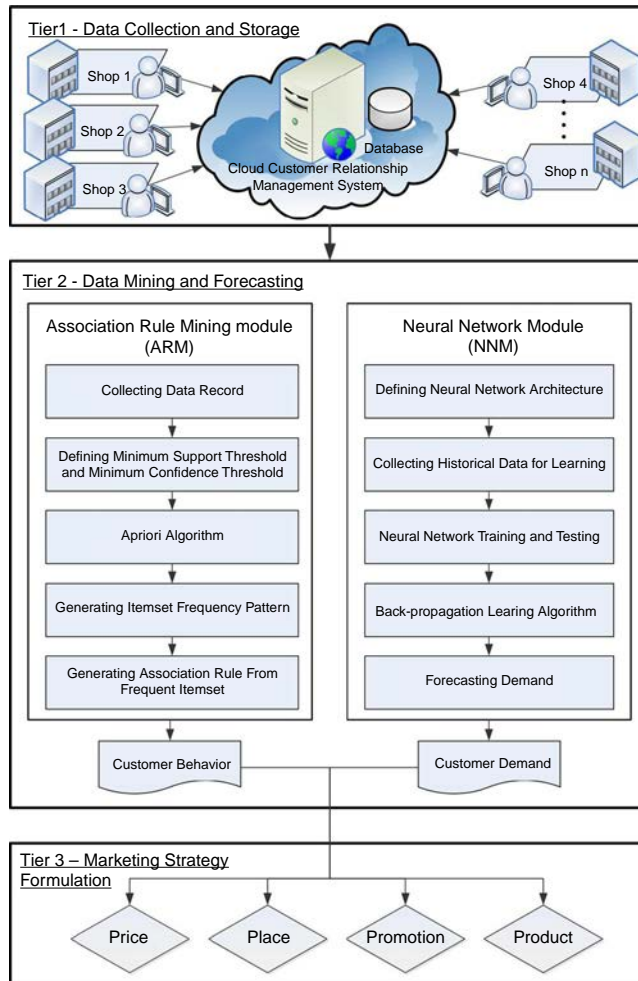 Tier1 - Data Collection and Storage
Shop 1
Shop 2
Shop 3
Database
Cloud Customer Relationship
Management System
Shop 4
Shop n
Tier 2 - Data Mining and Forecasting
Association Rule Mining module
(ARM)
Collecting Data Record
Defining Minimum Support Threshold
and Minimum Confidence Threshold
Apriori Algorithm
Generating Itemset Frequency Pattern
Generating Association Rule From
Frequent Itemset
Customer Behavior
Neural Network Module
(NNM)
Defining Neural Network Architecture
Collecting Historical Data for Learning
Neural Network Training and Testing
Back-propagation Learing Algorithm
Forecasting Demand
Customer Demand
Tier 3 – Marketing Strategy
Formulation
Price
Place
Promotion
Product